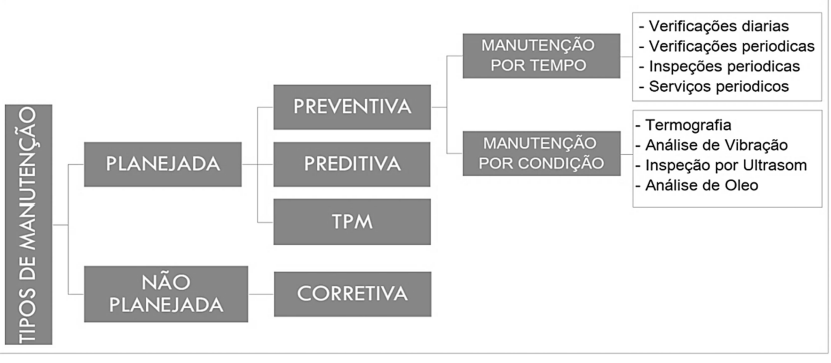 TIPOS DE MANUTENÇÃO
PLANEJADA
NÃO
PLANEJADA
PREVENTIVA
PREDITIVA
TPM
CORRETIVA
MANUTENÇÃO
POR TEMPO
MANUTENÇÃO
POR CONDIÇÃO
- Verificações diarias
- Verificações periodicas
- Inspeções periodicas
- Serviços periodicos
- Termografia
- Análise de Vibração
- Inspeção por Ultrasom
- Análise de Oleo